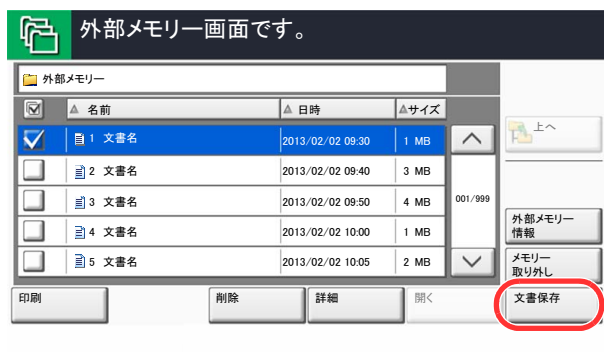 外部メモリー画面です。
外部メモリー
名前 日時 サイズ
1 文書名 2013/02/02 09:30 1 MB
上へ
2 文書名 2013/02/02 09:40 3 MB
3 文書名 2013/02/02 09:50 4 MB
001/999
4 文書名 2013/02/02 10:00 1 MB
外部メモリー
情報
5 文書名 2013/02/02 10:05 2 MB
メモリー
取り外し
印刷 削除 詳細 開く 文書保存